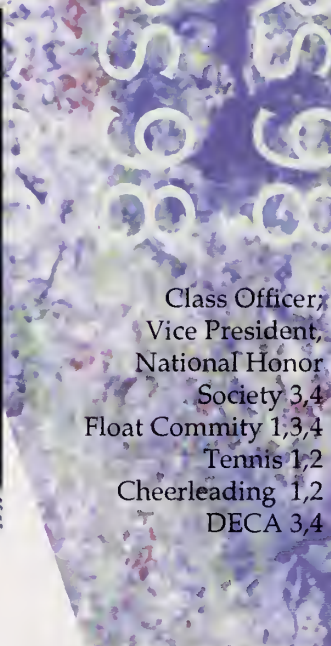 Class Officer;
Vice President,
National Honor
Society 3,4
Float Commity 1,3,4
Tennis 1,2
Cheerleading 1,2
DECA 3,4